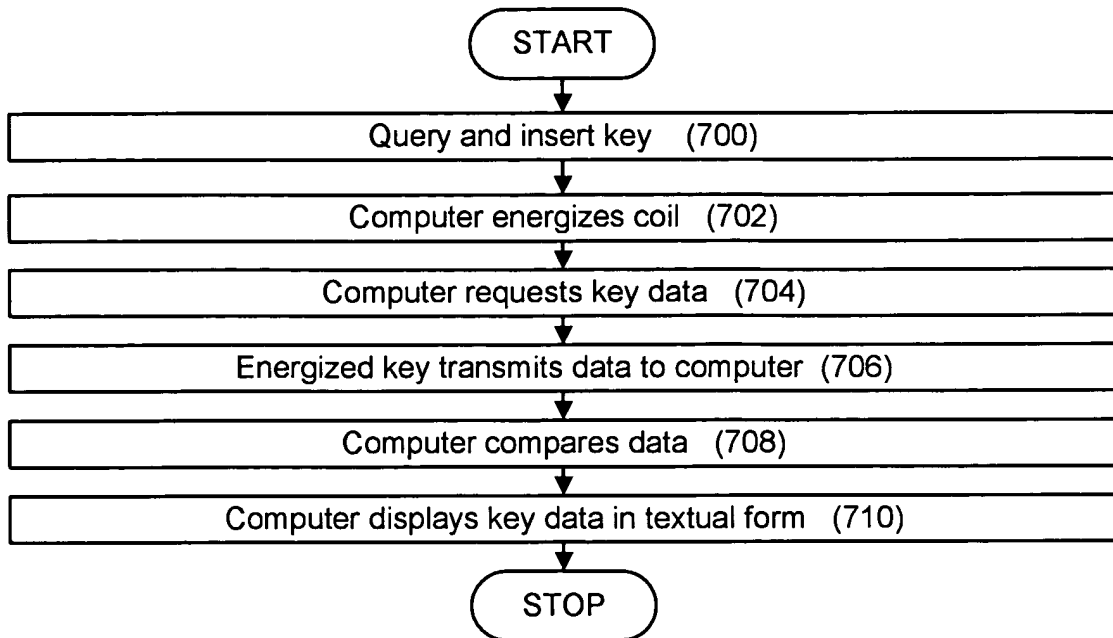 START
Query and insert key (700)
Computer energizes coil (702)
Computer requests key data (704)
Energized key transmits data to computer (706)
Computer compares data (708)
Computer displays key data in textual form (710)
STOP